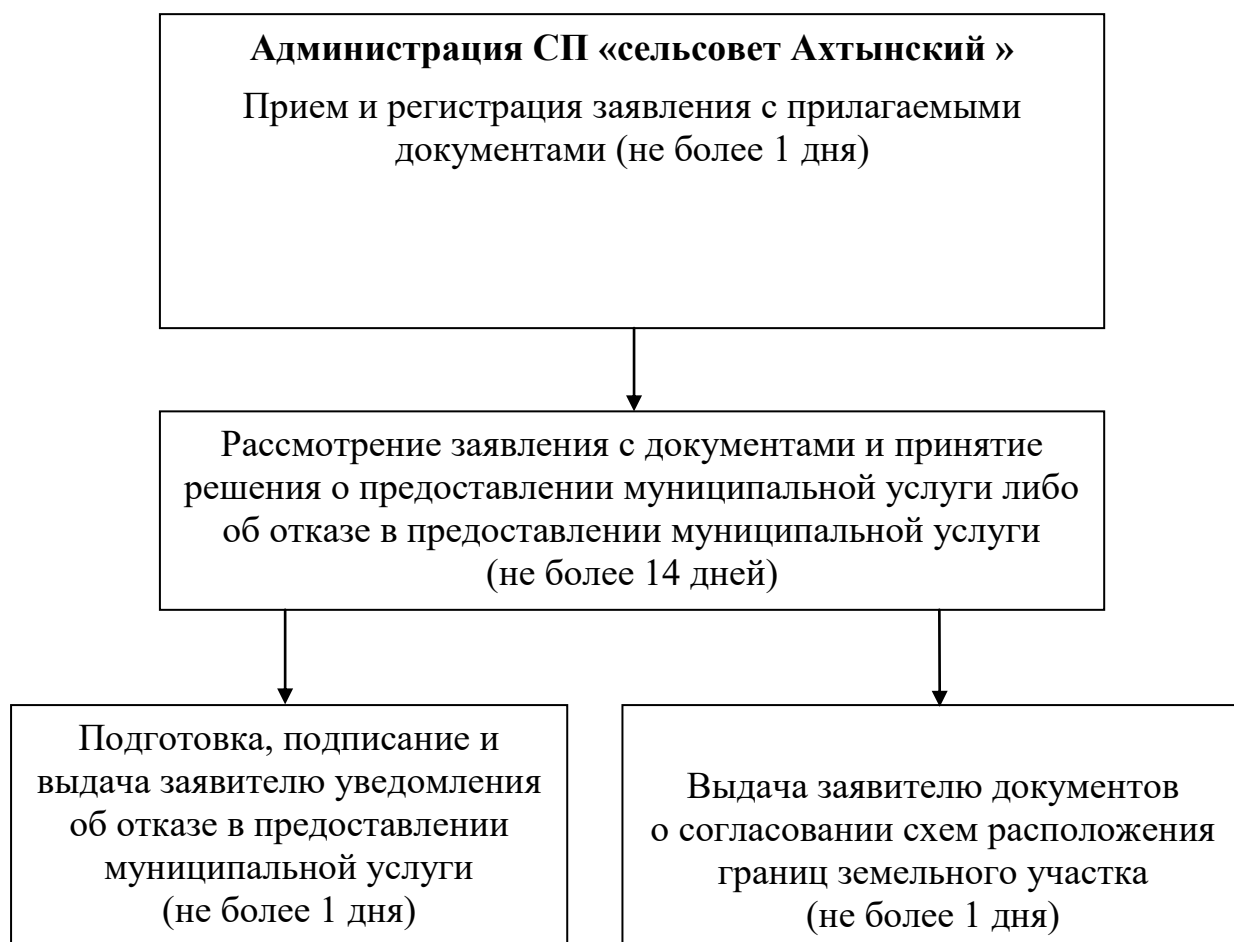 Администрация СП «сельсовет Ахтынский »
Прием и регистрация заявления с прилагаемыми
документами (не более 1 дня)
Рассмотрение заявления с документами и принятие
решения о предоставлении муниципальной услуги либо
об отказе в предоставлении муниципальной услуги
(не более 14 дней)
Подготовка, подписание и
выдача заявителю уведомления
об отказе в предоставлении
муниципальной услуги
(не более 1 дня)
Выдача заявителю документов
о согласовании схем расположения
границ земельного участка
(не более 1 дня)